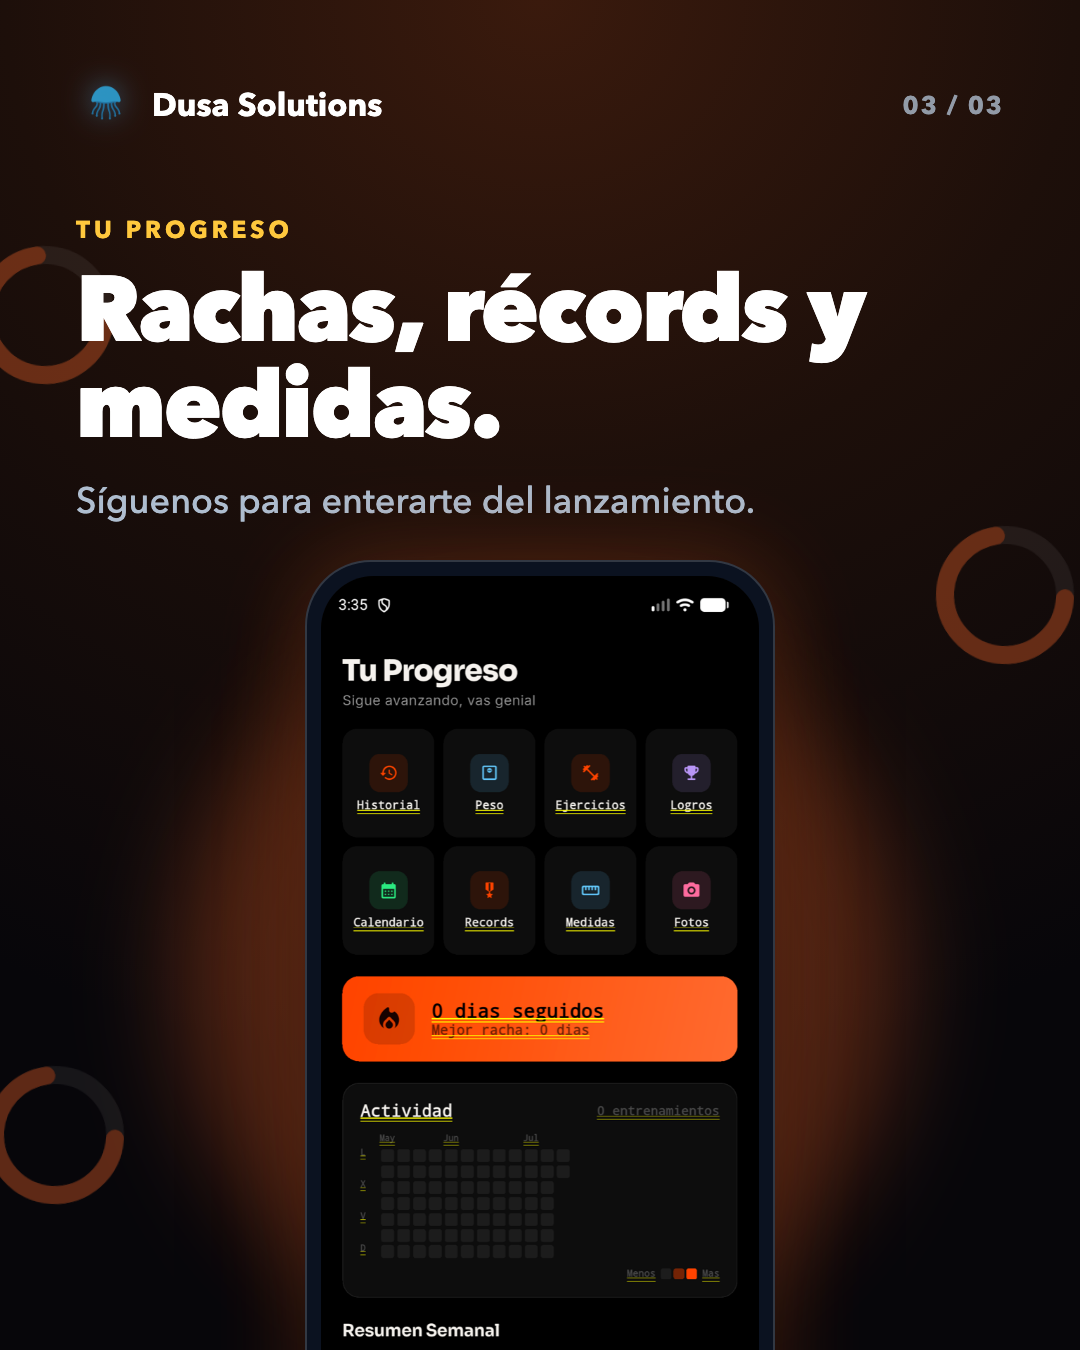 Dusa Solutions
03 / 03
TU PROGRESO
Rachas, récords y
medidas.
Síguenos para enterarte del lanzamiento.
3:35
Tu Progreso
Sigue avanzando, vas genial
Historial
Peso
Ejercicios
Logros
Calendario
Records
Medidas
Fotos
0 dias seguidos
Mejor racha: 0 dias
Actividad
0 entrenamientos
May
Jun
Jul
L
X
V
D
Menos
Mas
Resumen Semanal